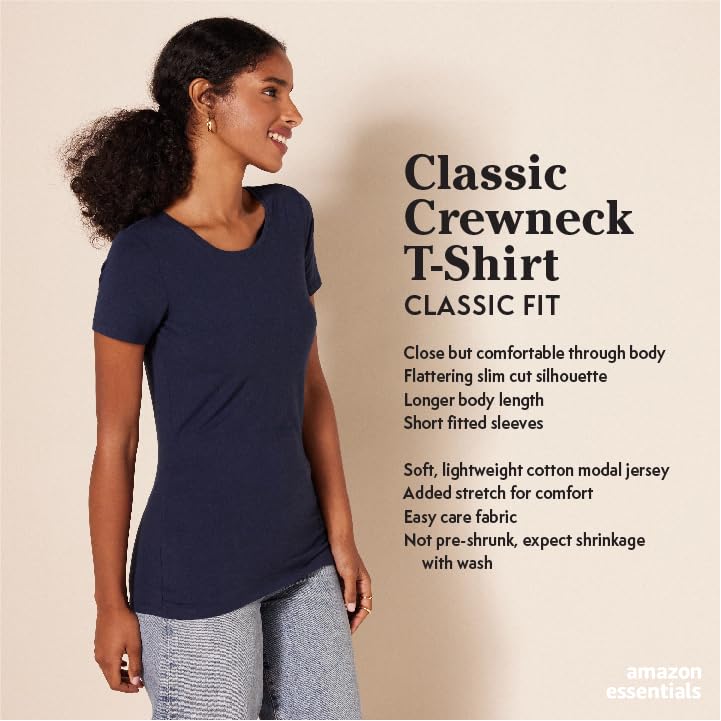 Classic
Crewneck
T-Shirt
CLASSIC FIT
Close but comfortable through body
Flattering slim cut silhouette
Longer body length
Short fitted sleeves
Soft, lightweight cotton modal jersey
Added stretch for comfort
Easy care fabric
Not pre-shrunk, expect shrinkage
with wash
amazon
essentials